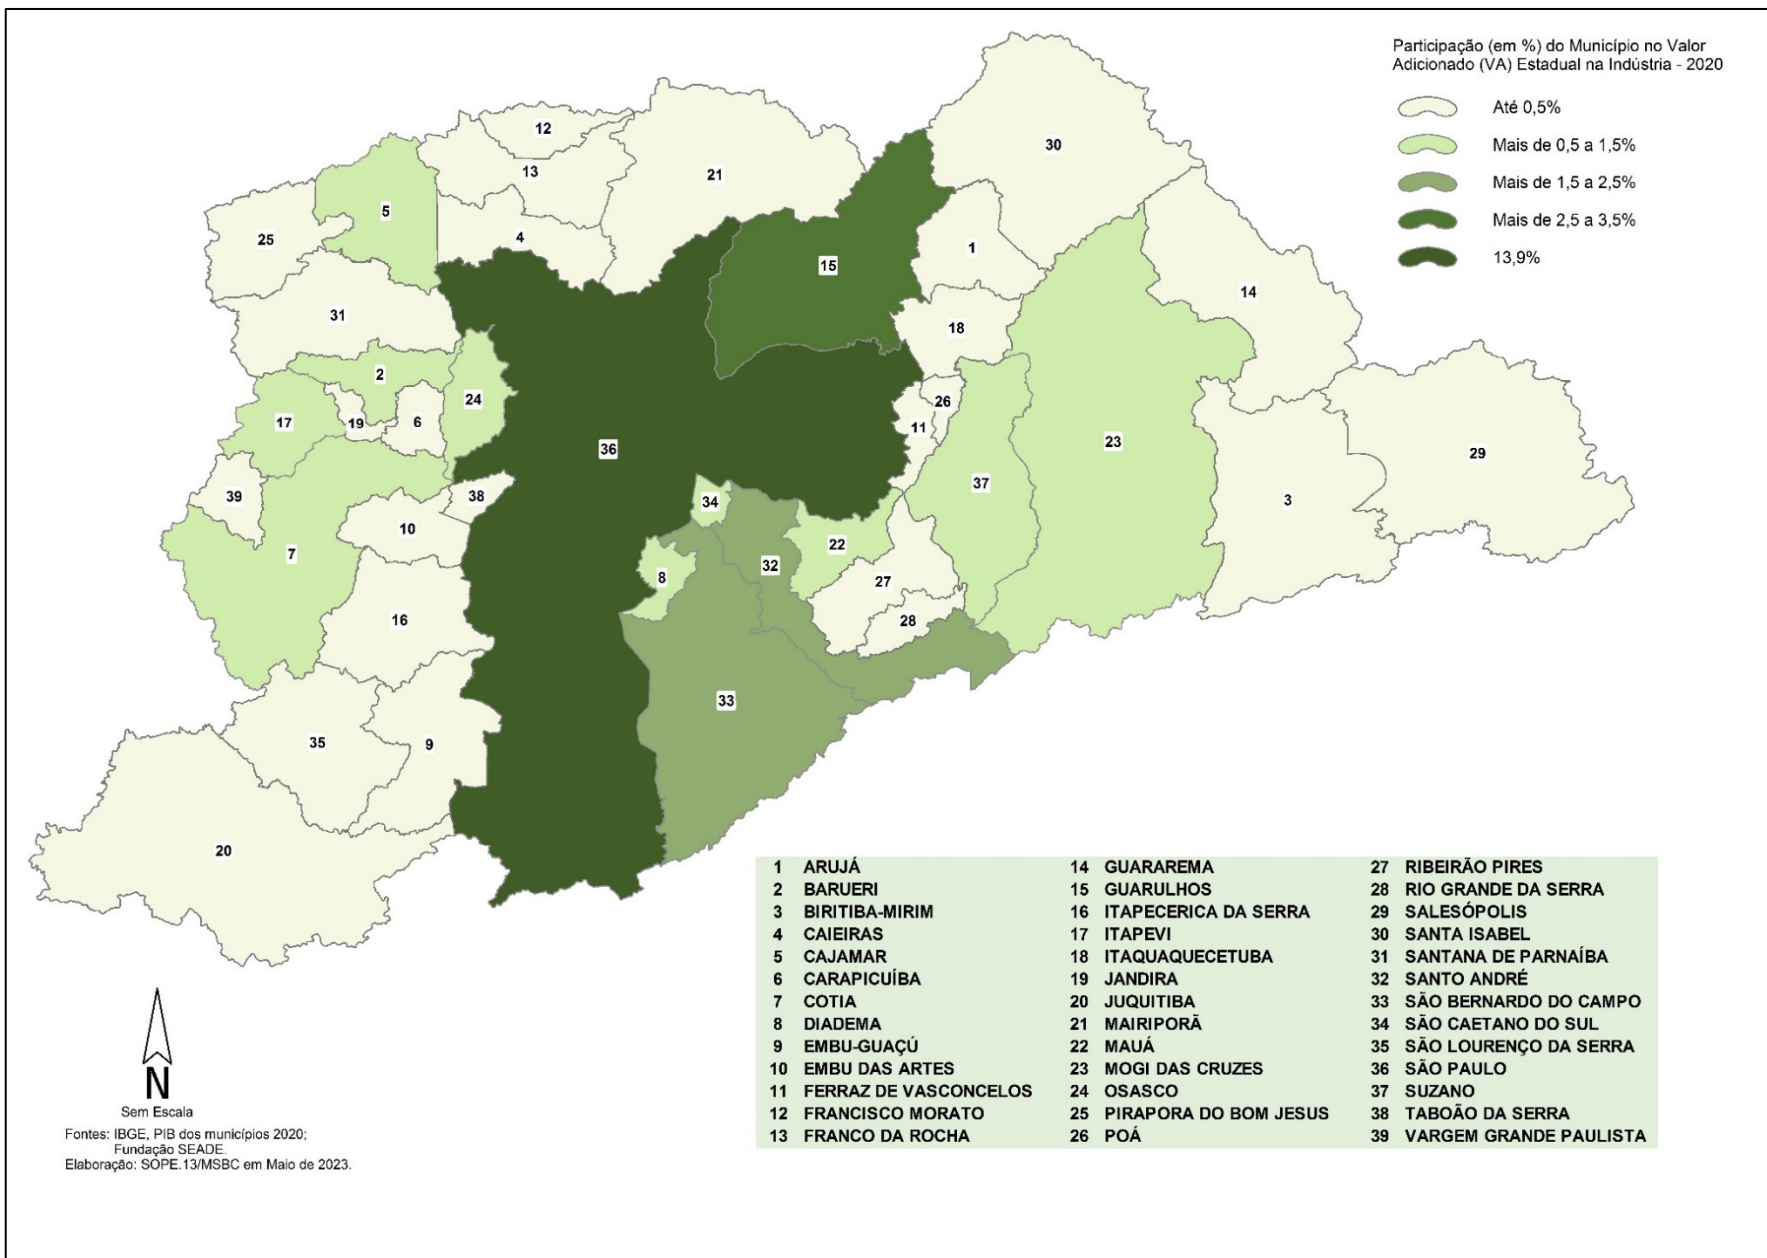 Participação (em %) do Município no Valor
Adicionado (VA) Estadual na Indústria - 2020
Até 0,5%
Mais de 0,5 a 1,5%
Mais de 1,5 a 2,5%
Mais de 2,5 a 3,5%
13,9%
30
12
13
21
5
25
4
1
15
14
31
18
2
24
26
17
19
6
11
36
23
29
37
39
38
3
34
10
22
7
32
8
27
16
28
33
35
9
20
1 ARUJÁ
2 BARUERI
3 BIRITIBA-MIRIM
4 CAIEIRAS
5 CAJAMAR
6 CARAPICUÍBA
7 COTIA
8 DIADEMA
9 EMBU-GUAÇÚ
10 EMBU DAS ARTES
11 FERRAZ DE VASCONCELOS
12 FRANCISCO MORATO
13 FRANCO DA ROCHA
14 GUARAREMA
15 GUARULHOS
16 ITAPECERICA DA SERRA
17 ITAPEVI
18 ITAQUAQUECETUBA
19 JANDIRA
20 JUQUITIBA
21 MAIRIPORÃ
22 MAUÁ
23 MOGI DAS CRUZES
24 OSASCO
25 PIRAPORA DO BOM JESUS
26 POÁ
27 RIBEIRÃO PIRES
28 RIO GRANDE DA SERRA
29 SALESÓPOLIS
30 SANTA ISABEL
31 SANTANA DE PARNAÍBA
32 SANTO ANDRÉ
33 SÃO BERNARDO DO CAMPO
34 SÃO CAETANO DO SUL
35 SÃO LOURENÇO DA SERRA
36 SÃO PAULO
37 SUZANO
38 TABOÃO DA SERRA
39 VARGEM GRANDE PAULISTA
N
Sem Escala
Fontes: IBGE, PIB dos municípios 2020;
Fundação SEADE.
Elaboração: SOPE.13/MSBC em Maio de 2023.